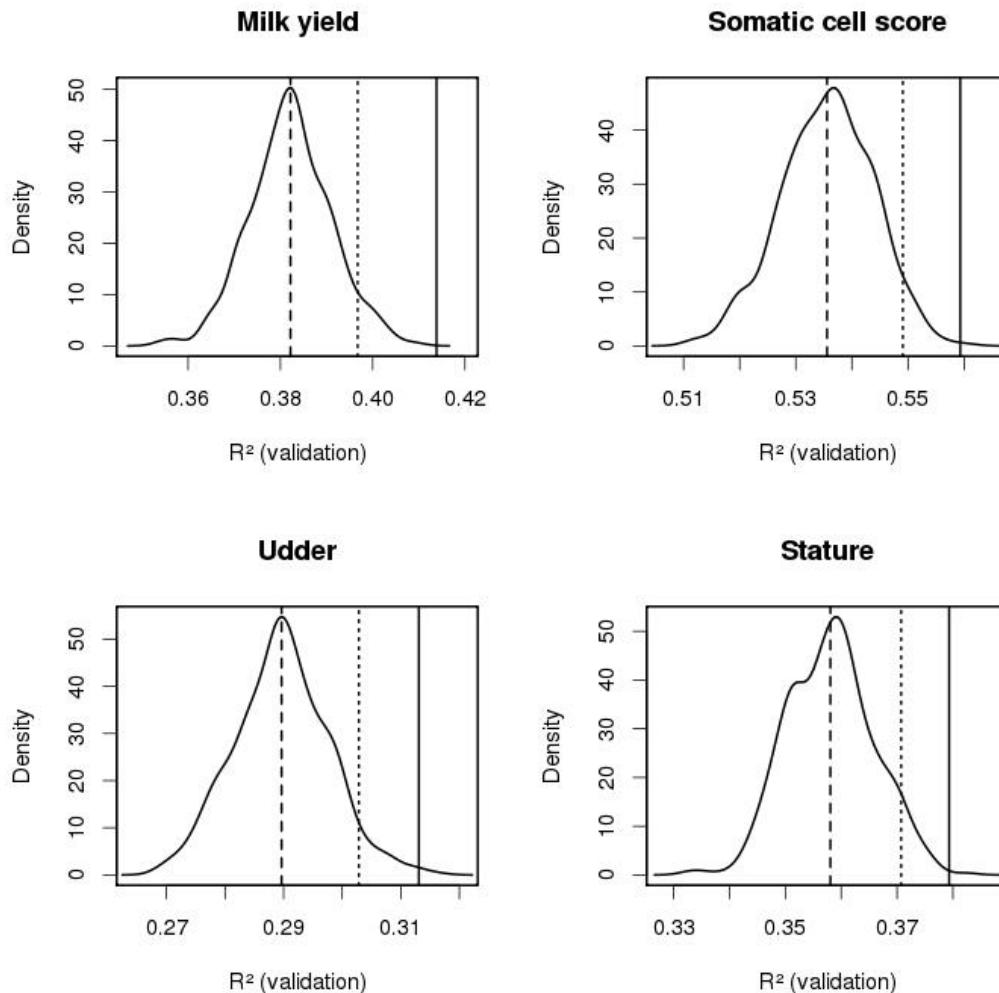 Milk yield
Density
0 10 20 30 40 50
0.36 0.38 0.40 0.42
R² (validation)
Somatic cell score
Density
0 10 20 30 40
0.51 0.53 0.55
R² (validation)
Udder
Density
0 10 20 30 40 50
0.27 0.29 0.31
R² (validation)
Stature
Density
0 10 20 30 40 50
0.33 0.35 0.37
R² (validation)